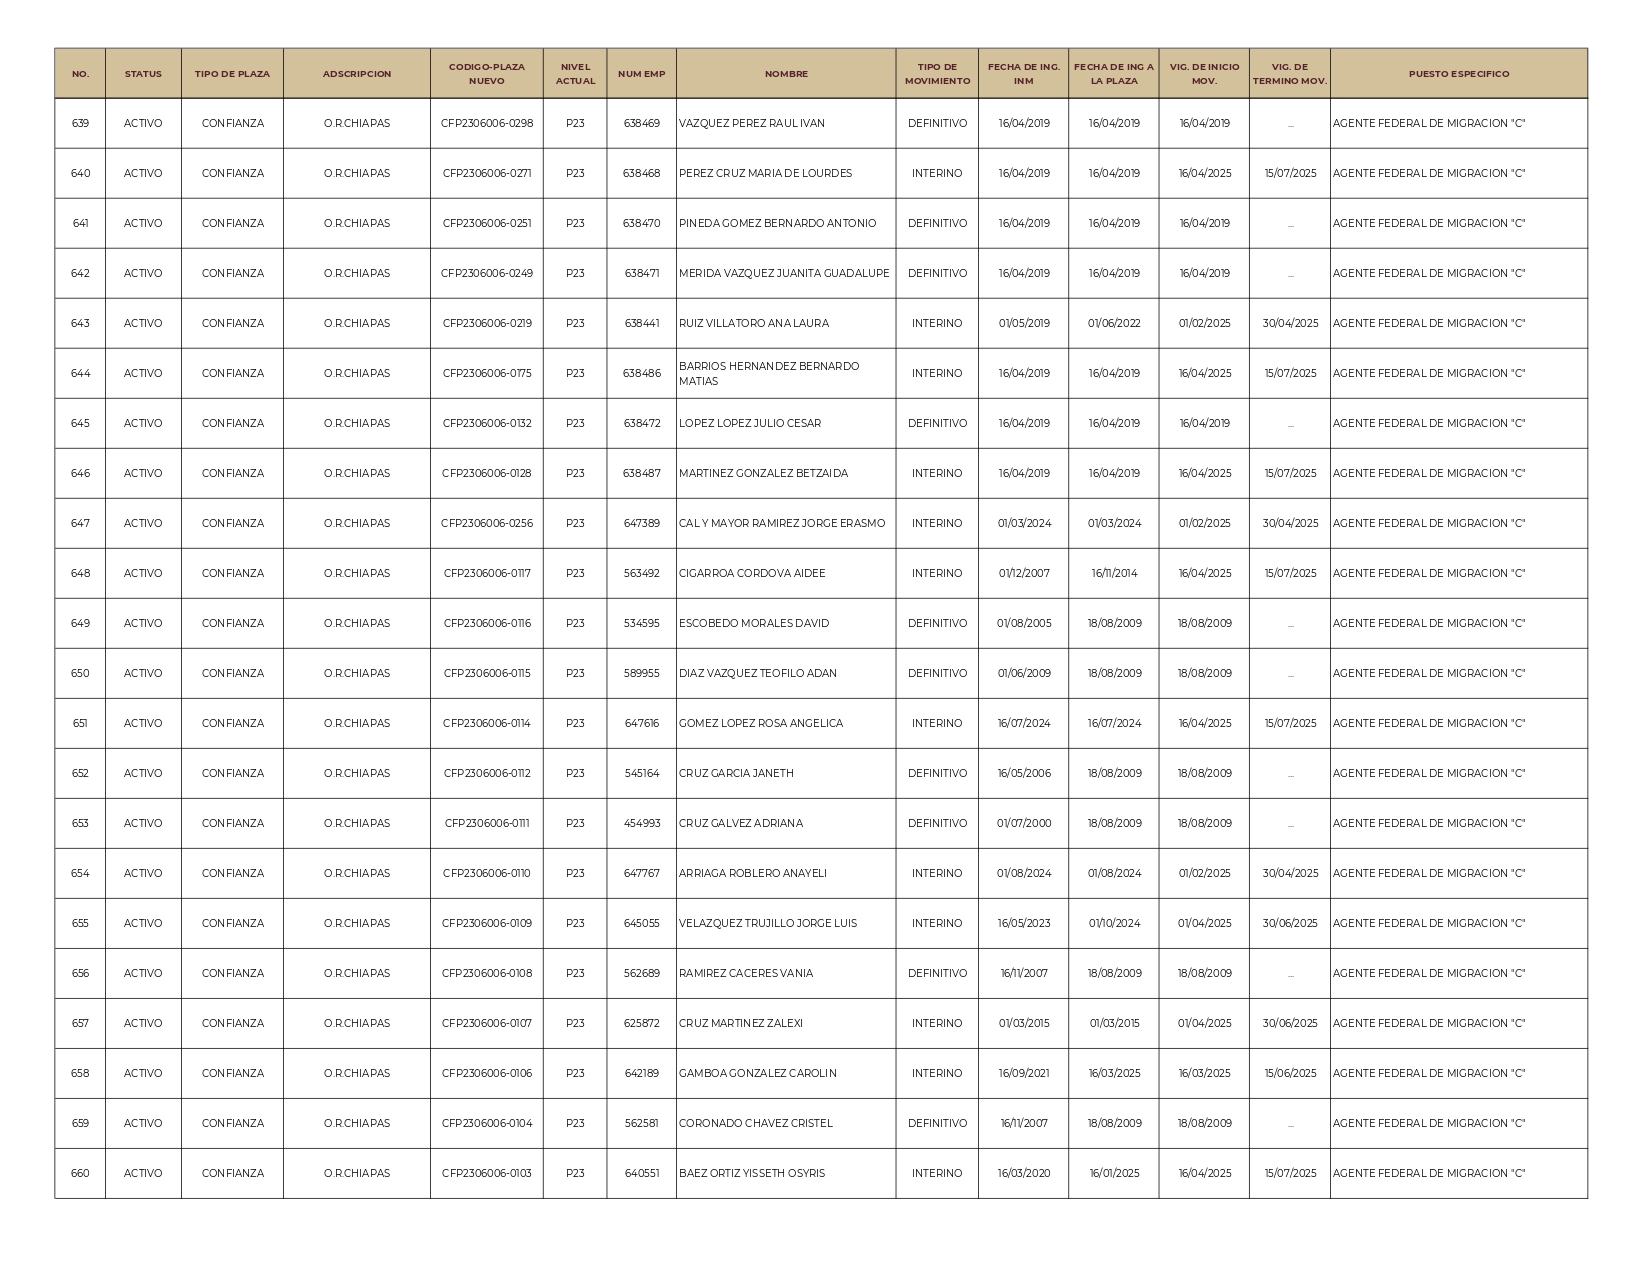 NO. STATUS TIPO DE PLAZA ADSCRIPCION CODIGO-PLAZA NUEVO NIVEL ACTUAL NUM EMP NOMBRE TIPO DE MOVIMIENTO FECHA DE ING. INM FECHA DE ING A LA PLAZA VIG. DE INICIO MOV. VIG. DE TERMINO MOV. PUESTO ESPECIFICO
639 ACTIVO CONFIANZA O.R.CHIAPAS CFP2306006-0298 P23 638469 VAZQUEZ PEREZ RAUL IVAN DEFINITIVO 16/04/2019 16/04/2019 16/04/2019 ... AGENTE FEDERAL DE MIGRACION "C"
640 ACTIVO CONFIANZA O.R.CHIAPAS CFP2306006-0271 P23 638468 PEREZ CRUZ MARIA DE LOURDES INTERINO 16/04/2019 16/04/2019 16/04/2025 15/07/2025 AGENTE FEDERAL DE MIGRACION "C"
641 ACTIVO CONFIANZA O.R.CHIAPAS CFP2306006-0251 P23 638470 PINEDA GOMEZ BERNARDO ANTONIO DEFINITIVO 16/04/2019 16/04/2019 16/04/2019 ... AGENTE FEDERAL DE MIGRACION "C"
642 ACTIVO CONFIANZA O.R.CHIAPAS CFP2306006-0249 P23 638471 MERIDA VAZQUEZ JUANITA GUADALUPE DEFINITIVO 16/04/2019 16/04/2019 16/04/2019 ... AGENTE FEDERAL DE MIGRACION "C"
643 ACTIVO CONFIANZA O.R.CHIAPAS CFP2306006-0219 P23 638441 RUIZ VILLATORO ANA LAURA INTERINO 01/05/2019 01/06/2022 01/02/2025 30/04/2025 AGENTE FEDERAL DE MIGRACION "C"
644 ACTIVO CONFIANZA O.R.CHIAPAS CFP2306006-0175 P23 638486 BARRIOS HERNANDEZ BERNARDO MATIAS INTERINO 16/04/2019 16/04/2019 16/04/2025 15/07/2025 AGENTE FEDERAL DE MIGRACION "C"
645 ACTIVO CONFIANZA O.R.CHIAPAS CFP2306006-0132 P23 638472 LOPEZ LOPEZ JULIO CESAR DEFINITIVO 16/04/2019 16/04/2019 16/04/2019 ... AGENTE FEDERAL DE MIGRACION "C"
646 ACTIVO CONFIANZA O.R.CHIAPAS CFP2306006-0128 P23 638487 MARTINEZ GONZALEZ BETZAIDA INTERINO 16/04/2019 16/04/2019 16/04/2025 15/07/2025 AGENTE FEDERAL DE MIGRACION "C"
647 ACTIVO CONFIANZA O.R.CHIAPAS CFP2306006-0256 P23 647389 CAL Y MAYOR RAMIREZ JORGE ERASMO INTERINO 01/03/2024 01/03/2024 01/02/2025 30/04/2025 AGENTE FEDERAL DE MIGRACION "C"
648 ACTIVO CONFIANZA O.R.CHIAPAS CFP2306006-0117 P23 563492 CIGARROA CORDOVA AIDEE INTERINO 01/12/2007 16/11/2014 16/04/2025 15/07/2025 AGENTE FEDERAL DE MIGRACION "C"
649 ACTIVO CONFIANZA O.R.CHIAPAS CFP2306006-0116 P23 534595 ESCOBEDO MORALES DAVID DEFINITIVO 01/08/2005 18/08/2009 18/08/2009 ... AGENTE FEDERAL DE MIGRACION "C"
650 ACTIVO CONFIANZA O.R.CHIAPAS CFP2306006-0115 P23 589955 DIAZ VAZQUEZ TEOFILO ADAN DEFINITIVO 01/06/2009 18/08/2009 18/08/2009 ... AGENTE FEDERAL DE MIGRACION "C"
651 ACTIVO CONFIANZA O.R.CHIAPAS CFP2306006-0114 P23 647616 GOMEZ LOPEZ ROSA ANGELICA INTERINO 16/07/2024 16/07/2024 16/04/2025 15/07/2025 AGENTE FEDERAL DE MIGRACION "C"
652 ACTIVO CONFIANZA O.R.CHIAPAS CFP2306006-0112 P23 545164 CRUZ GARCIA JANETH DEFINITIVO 16/05/2006 18/08/2009 18/08/2009 ... AGENTE FEDERAL DE MIGRACION "C"
653 ACTIVO CONFIANZA O.R.CHIAPAS CFP2306006-0111 P23 454993 CRUZ GALVEZ ADRIANA DEFINITIVO 01/07/2000 18/08/2009 18/08/2009 ... AGENTE FEDERAL DE MIGRACION "C"
654 ACTIVO CONFIANZA O.R.CHIAPAS CFP2306006-0110 P23 647767 ARRIAGA ROBLERO ANAYELI INTERINO 01/08/2024 01/08/2024 01/02/2025 30/04/2025 AGENTE FEDERAL DE MIGRACION "C"
655 ACTIVO CONFIANZA O.R.CHIAPAS CFP2306006-0109 P23 645055 VELAZQUEZ TRUJILLO JORGE LUIS INTERINO 16/05/2023 01/10/2024 01/04/2025 30/06/2025 AGENTE FEDERAL DE MIGRACION "C"
656 ACTIVO CONFIANZA O.R.CHIAPAS CFP2306006-0108 P23 562689 RAMIREZ CACERES VANIA DEFINITIVO 16/11/2007 18/08/2009 18/08/2009 ... AGENTE FEDERAL DE MIGRACION "C"
657 ACTIVO CONFIANZA O.R.CHIAPAS CFP2306006-0107 P23 625872 CRUZ MARTINEZ ZALEXI INTERINO 01/03/2015 01/03/2015 01/04/2025 30/06/2025 AGENTE FEDERAL DE MIGRACION "C"
658 ACTIVO CONFIANZA O.R.CHIAPAS CFP2306006-0106 P23 642189 GAMBOA GONZALEZ CAROLIN INTERINO 16/09/2021 16/03/2025 16/03/2025 15/06/2025 AGENTE FEDERAL DE MIGRACION "C"
659 ACTIVO CONFIANZA O.R.CHIAPAS CFP2306006-0104 P23 562581 CORONADO CHAVEZ CRISTEL DEFINITIVO 16/11/2007 18/08/2009 18/08/2009 ... AGENTE FEDERAL DE MIGRACION "C"
660 ACTIVO CONFIANZA O.R.CHIAPAS CFP2306006-0103 P23 640551 BAEZ ORTIZ YISSETH OSYRIS INTERINO 16/03/2020 16/01/2025 16/04/2025 15/07/2025 AGENTE FEDERAL DE MIGRACION "C"